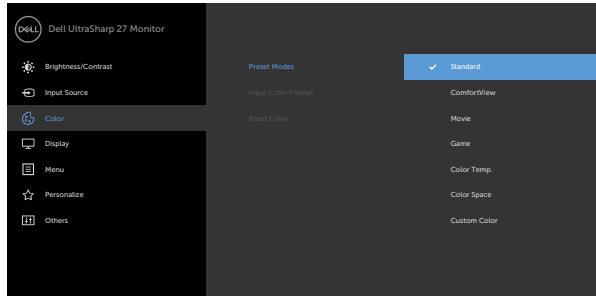 DELL Dell UltraSharp 27 Monitor
Brightness/Contrast
Input Source
Color
Display
Menu
Personalize
Others
Preset Modes
Input Color Format
Reset Color
Standard
ComfortView
Movie
Game
Color Temp.
Color Space
Custom Color